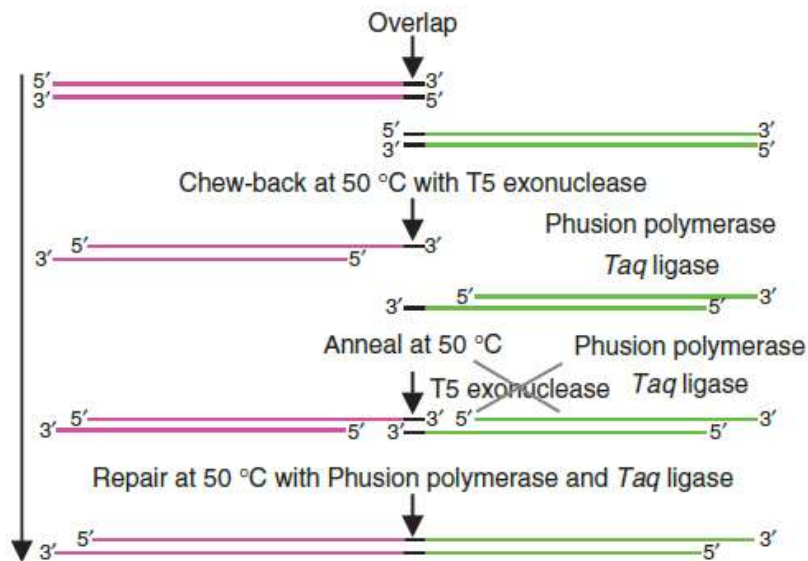 Overlap
5′ 3′
3′ 5′
5′ 3′
3′ 5′
Chew-back at 50 °C with T5 exonuclease
Phusion polymerase
5′ 3′
3′ 5′
Taq ligase
5′ 3′
3′ 5′
Anneal at 50 °C Phusion polymerase
T5 exonuclease Taq ligase
5′ 3′ 5′ 3′
3′ 5′ 3′ 5′
Repair at 50 °C with Phusion polymerase and Taq ligase
5′ 3′
3′ 5′